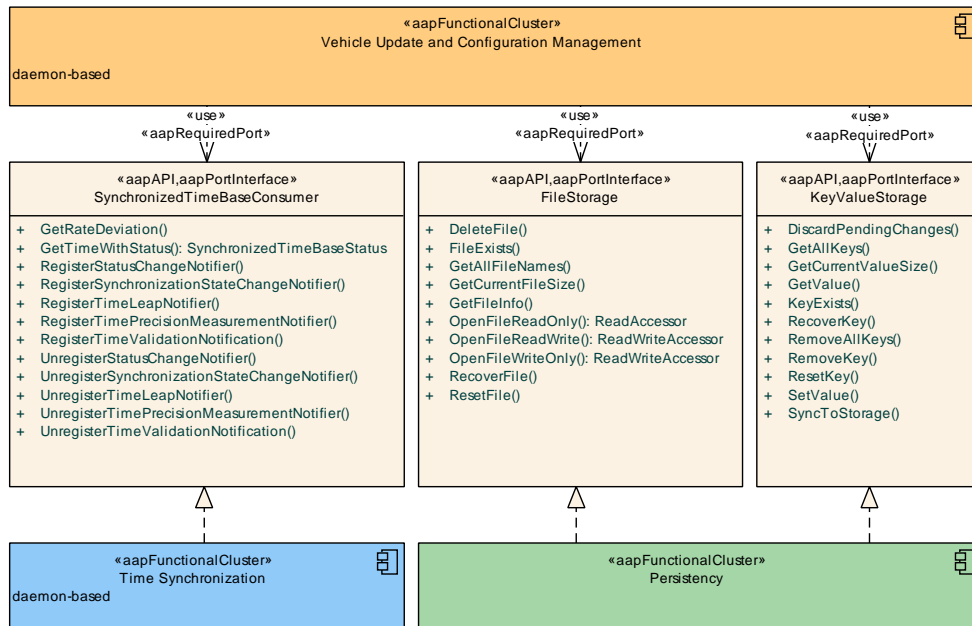 «aapFunctionalCluster»
Vehicle Update and Configuration Management
daemon-based
«use»
«aapRequiredPort»
«use»
«aapRequiredPort»
«use»
«aapRequiredPort»
«aapAPI,aapPortInterface»
SynchronizedTimeBaseConsumer
+ GetRateDeviation()
+ GetTimeWithStatus(): SynchronizedTimeBaseStatus
+ RegisterStatusChangeNotifier()
+ RegisterSynchronizationStateChangeNotifier()
+ RegisterTimeLeapNotifier()
+ RegisterTimePrecisionMeasurementNotifier()
+ RegisterTimeValidationNotification()
+ UnregisterStatusChangeNotifier()
+ UnregisterSynchronizationStateChangeNotifier()
+ UnregisterTimeLeapNotifier()
+ UnregisterTimePrecisionMeasurementNotifier()
+ UnregisterTimeValidationNotification()
«aapAPI,aapPortInterface»
FileStorage
+ DeleteFile()
+ FileExists()
+ GetAllFileNames()
+ GetCurrentFileSize()
+ GetFileInfo()
+ OpenFileReadOnly(): ReadAccessor
+ OpenFileReadWrite(): ReadWriteAccessor
+ OpenFileWriteOnly(): ReadWriteAccessor
+ RecoverFile()
+ ResetFile()
«aapAPI,aapPortInterface»
KeyValueStorage
+ DiscardPendingChanges()
+ GetAllKeys()
+ GetCurrentValueSize()
+ GetValue()
+ KeyExists()
+ RecoverKey()
+ RemoveAllKeys()
+ RemoveKey()
+ ResetKey()
+ SetValue()
+ SyncToStorage()
«aapFunctionalCluster»
Time Synchronization
daemon-based
«aapFunctionalCluster»
Persistency